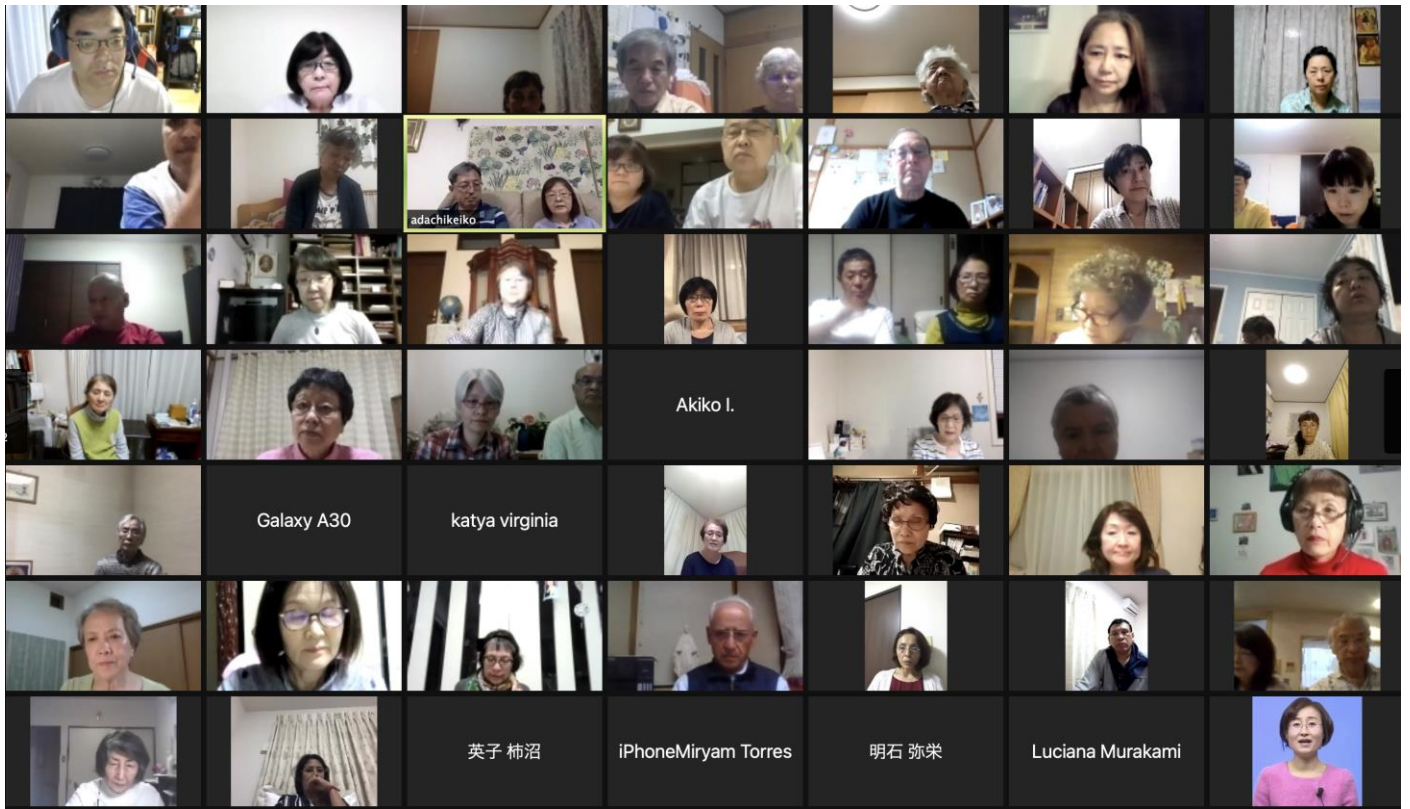 adachikeiko
Akiko I.
Galaxy A30
katya virginia
英子 柿沼
iPhoneMiryam Torres
明石 弥栄
Luciana Murakami